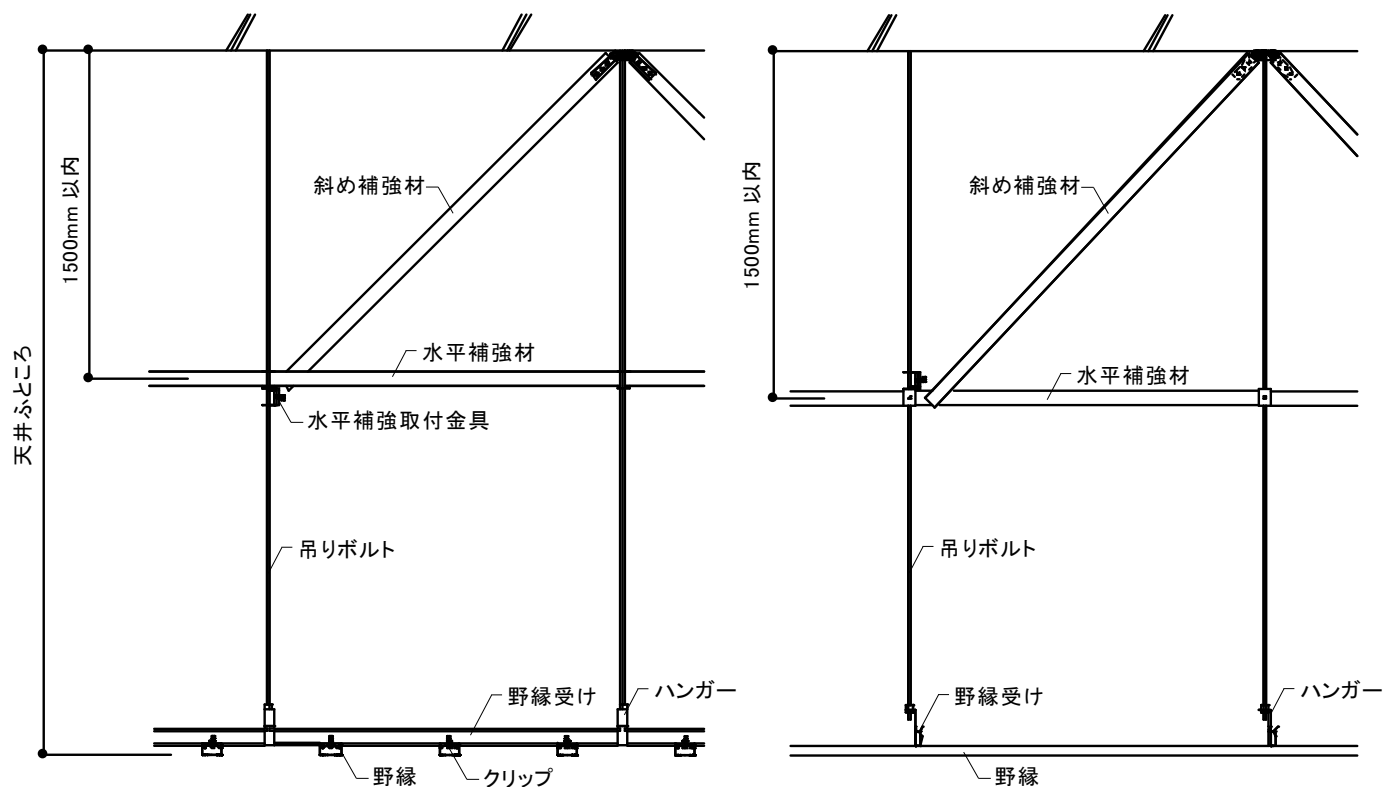 天井ふところ
1500mm 以内
斜め補強材
水平補強材
水平補強取付金具
吊りボルト
野縁受け
ハンガー
野縁
クリップ
1500mm 以内
斜め補強材
水平補強材
吊りボルト
野縁受け
ハンガー
野縁